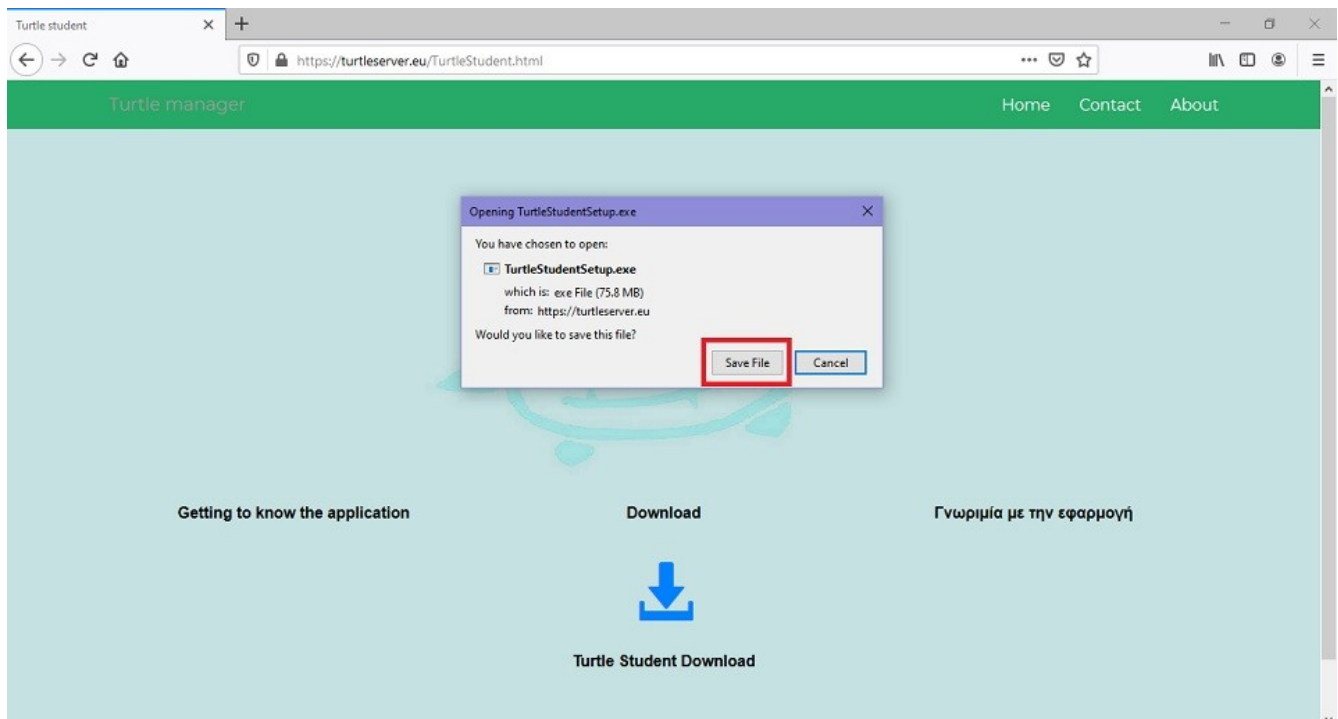 Turtle student
https://turtleserver.eu/TurtleStudent.html
Turtle manager
Home Contact About
Opening TurtleStudentSetup.exe
You have chosen to open:
TurtleStudentSetup.exe
which is: exe File (75.8 MB)
from: https://turtleserver.eu
Would you like to save this file?
Save File Cancel
Getting to know the application Download Γνωριμία με την εφαρμογή
Turtle Student Download